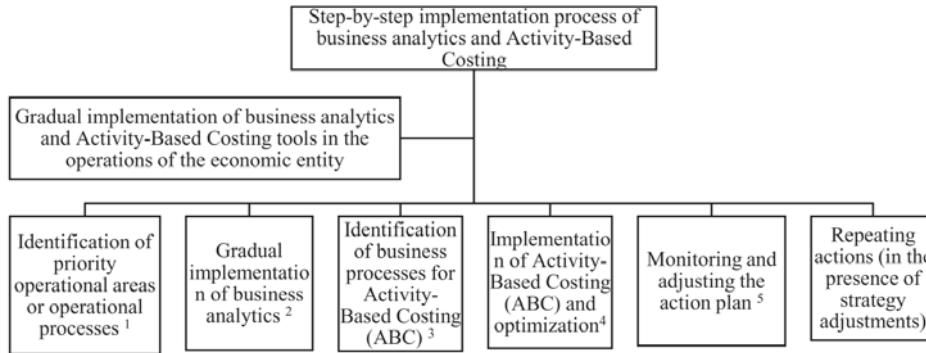 Step-by-step implementation process of
business analytics and Activity-Based
Costing
Gradual implementation of business analytics
and Activity-Based Costing tools in the
operations of the economic entity
Identification of
priority
operational areas
or operational
processes ¹
Gradual
implementatio
n of business
analytics ²
Identification
of business
processes for
Activity-
Based Costing
(ABC) ³
Implementatio
n of Activity-
Based Costing
(ABC) and
optimization⁴
Monitoring and
adjusting the
action plan ⁵
Repeating
actions (in the
presence of
strategy
adjustments)